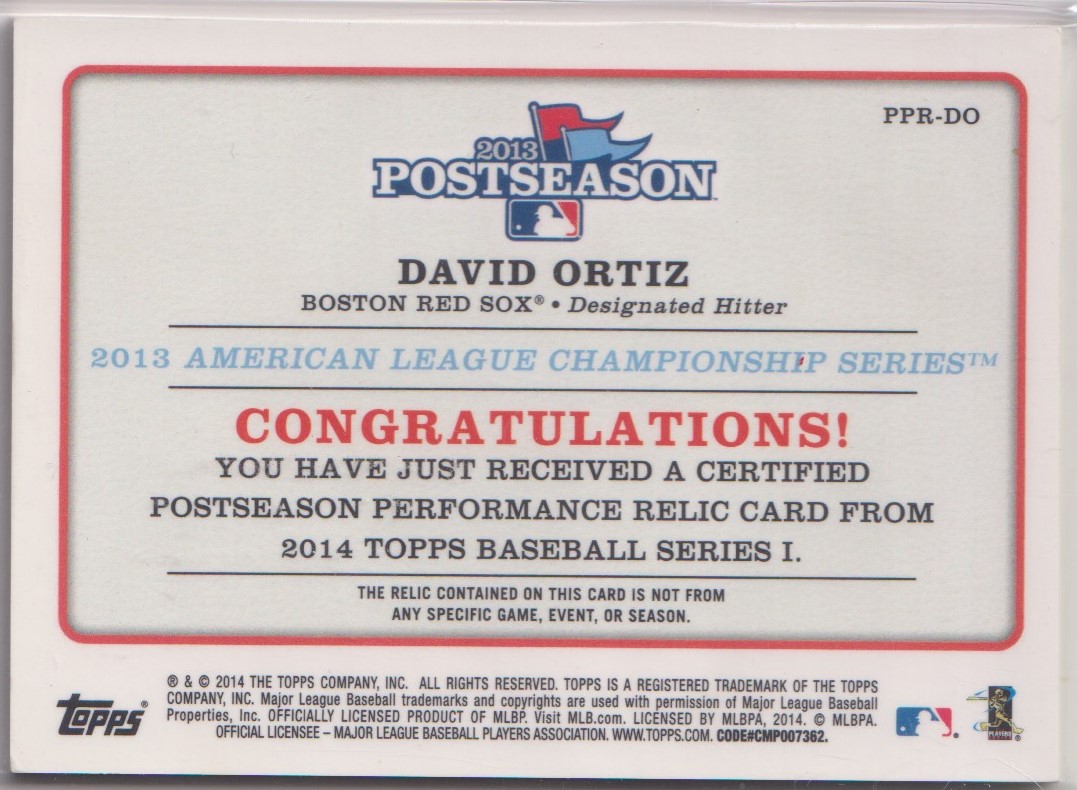 PPR-DO
2013
POSTSEASON™
DAVID ORTIZ
BOSTON RED SOX® • Designated Hitter
2013 AMERICAN LEAGUE CHAMPIONSHIP SERIES™
CONGRATULATIONS!
YOU HAVE JUST RECEIVED A CERTIFIED
POSTSEASON PERFORMANCE RELIC CARD FROM
2014 TOPPS BASEBALL SERIES I.
THE RELIC CONTAINED ON THIS CARD IS NOT FROM
ANY SPECIFIC GAME, EVENT, OR SEASON.
® & © 2014 THE TOPPS COMPANY, INC. ALL RIGHTS RESERVED. TOPPS IS A REGISTERED TRADEMARK OF THE TOPPS
COMPANY, INC. Major League Baseball trademarks and copyrights are used with permission of Major League Baseball
Properties, Inc. OFFICIALLY LICENSED PRODUCT OF MLBP. Visit MLB.com. LICENSED BY MLBPA, 2014. © MLBPA.
OFFICIAL LICENSEE – MAJOR LEAGUE BASEBALL PLAYERS ASSOCIATION. WWW.TOPPS.COM. CODE#CMP007362.
Topps®
PLAYERS